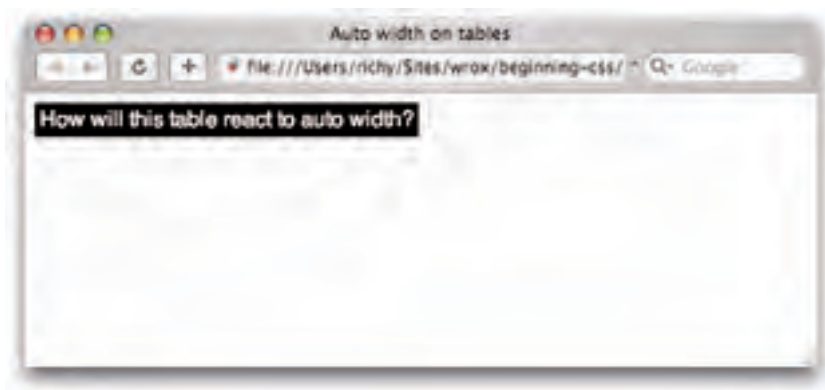 Auto width on tables
file:///Users/richy/Sites/wrox/beginning-css/ Q- Google
How will this table react to auto width?